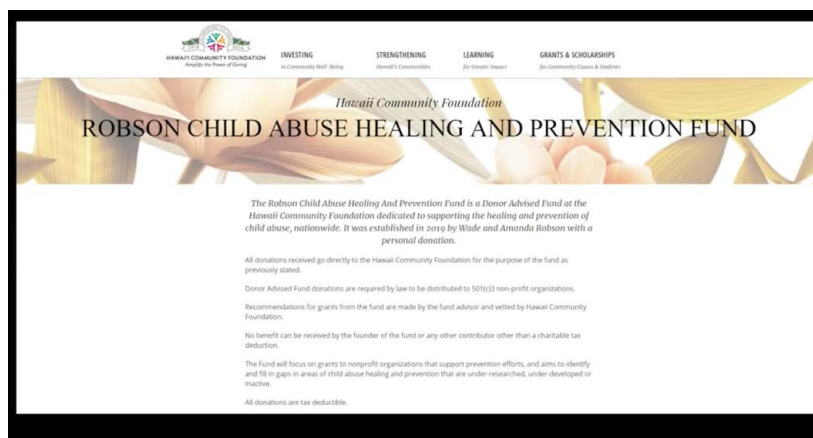 1916 2016
HAWAI'I COMMUNITY FOUNDATION
Amplify the Power of Giving
INVESTING
in Community Well-Being
STRENGTHENING
Hawaii's Communities
LEARNING
for Greater Impact
GRANTS & SCHOLARSHIPS
for Community Causes & Students
Hawaii Community Foundation
ROBSON CHILD ABUSE HEALING AND PREVENTION FUND
The Robson Child Abuse Healing And Prevention Fund is a Donor Advised Fund at the
Hawaii Community Foundation dedicated to supporting the healing and prevention of
child abuse, nationwide. It was established in 2019 by Wade and Amanda Robson with a
personal donation.
All donations received go directly to the Hawaii Community Foundation for the purpose of the fund as
previously stated.
Donor Advised Fund donations are required by law to be distributed to 501(c)3 non-profit organizations.
Recommendations for grants from the fund are made by the fund advisor and vetted by Hawaii Community
Foundation.
No benefit can be received by the founder of the fund or any other contributor other than a charitable tax
deduction.
The Fund will focus on grants to nonprofit organizations that support prevention efforts, and aims to identify
and fill in gaps in areas of child abuse healing and prevention that are under-researched, under-developed or
inactive.
All donations are tax deductible.